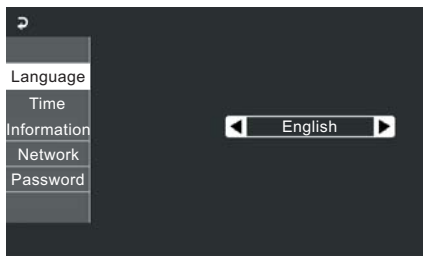 Language
Time
Information
Network
Password
English